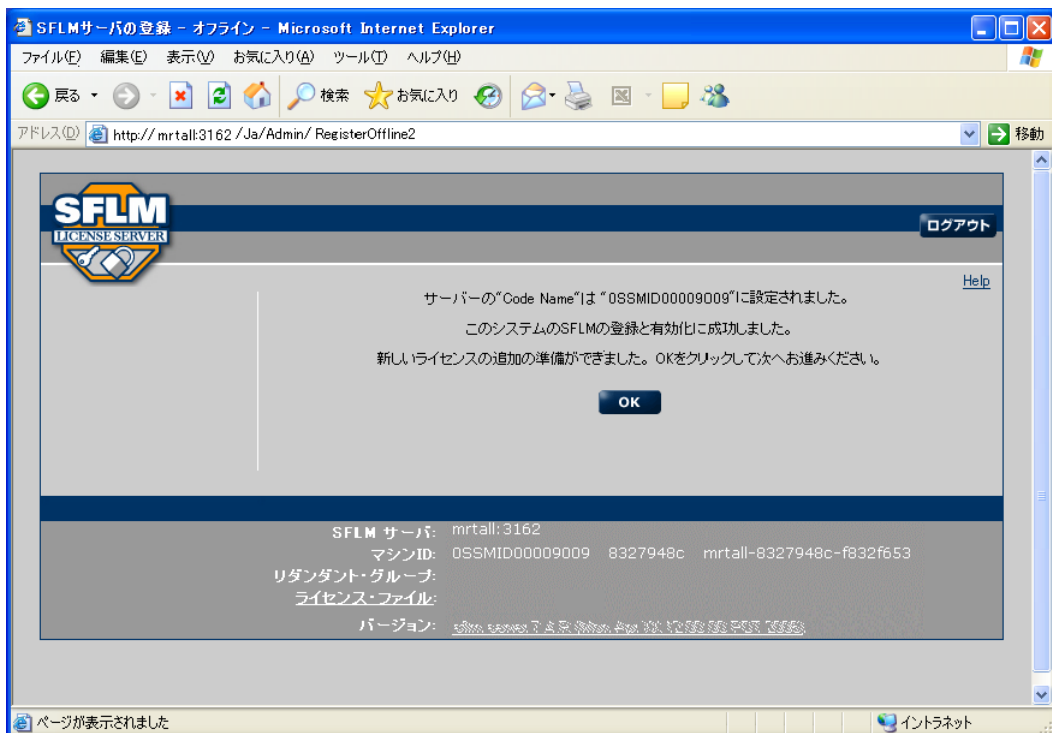 SFLMサーバの登録 - オフライン - Microsoft Internet Explorer
ファイル(F) 編集(E) 表示(V) お気に入り(A) ツール(T) ヘルプ(H)
戻る 検索 お気に入り
アドレス(D) http:// mrtall:3162 /Ja/Admin/ RegisterOffline2 移動
SFLM
LICENSE SERVER
ログアウト
Help
サーバーの"Code Name"は "0SSMID00009009"に設定されました。
このシステムのSFLMの登録と有効化に成功しました。
新しいライセンスの追加の準備ができました。OKをクリックして次へお進みください。
OK
SFLM サーバ: mrtall:3162
マシンID: 0SSMID00009009 8327948c mrtall-8327948c-f832f653
リダンダント・グループ:
ライセンス・ファイル:
バージョン:
ページが表示されました イントラネット